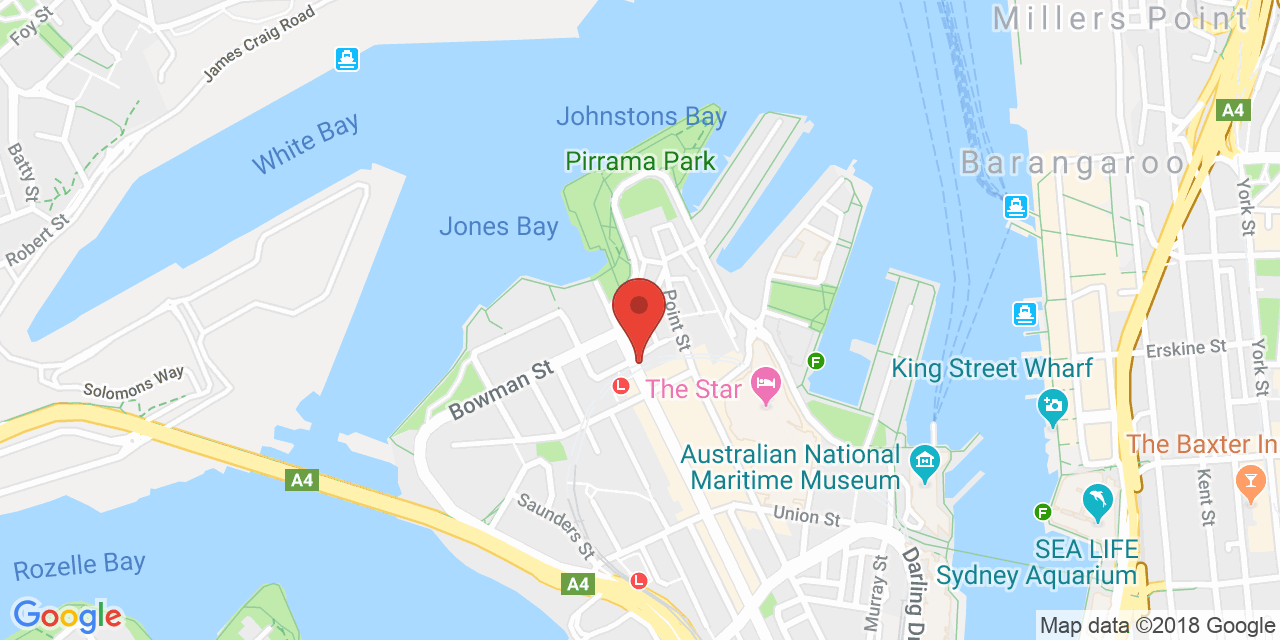 Foy St
James Craig Road
Millers Point
A4
Johnstons Bay
White Bay
Pirrama Park
Barangaroo
Batty St
York St
Robert St
Jones Bay
Point St
Erskine St
York St
Solomons Way
Bowman St
L
The Star
F
King Street Wharf
Australian National
Maritime Museum
The Baxter In
A4
Kent St
Saunders St
Union St
F
SEA LIFE
Sydney Aquarium
Rozelle Bay
A4
L
Murray St
Darling Dr
Google
Map data ©2018 Google